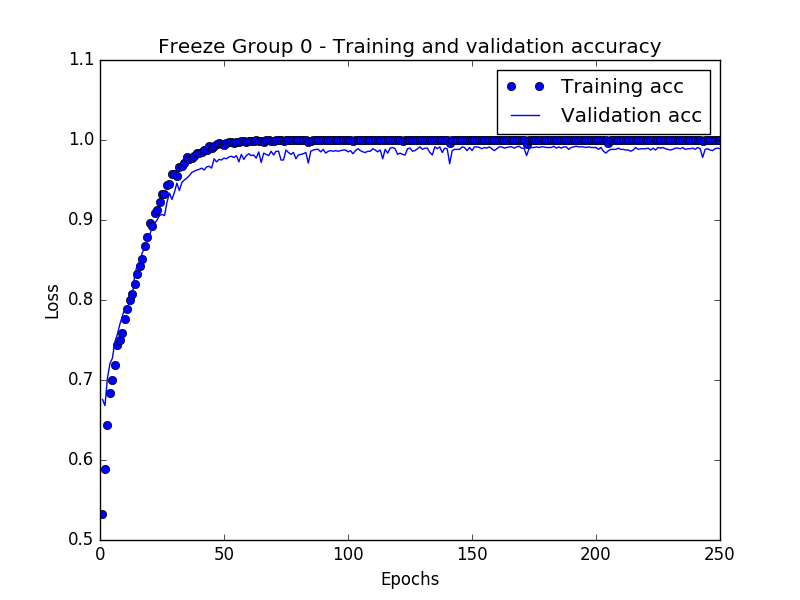 Freeze Group 0 - Training and validation accuracy
1.1
Training acc
Validation acc
1.0
0.9
0.8
Loss
0.7
0.6
0.5
0 50 100 150 200 250
Epochs